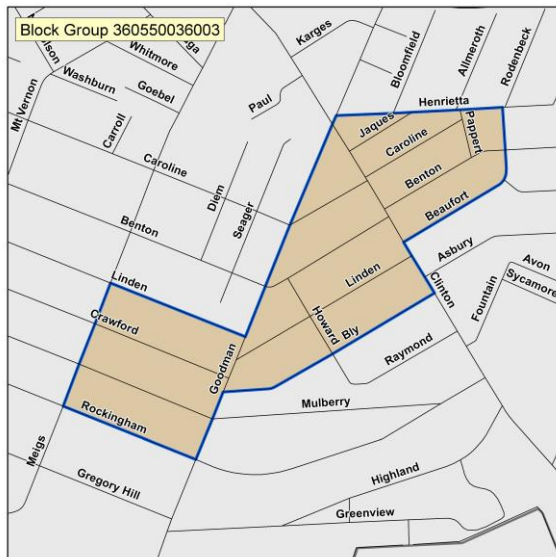 Block Group 360550036003
Karges
Whitmore
Washburn
Goebel
Bloomfield
Allmeroth
Rodenbeck
Mt Vernon
Carroll
Paul
Henrietta
Jaques
Pappert
Caroline
Caroline
Diem
Seager
Benton
Benton
Beaufort
Linden
Linden
Asbury
Clinton
Avon
Sycamore
Fountain
Crawford
Goodman
Howard
Bly
Raymond
Rockingham
Mulberry
Meigs
Gregory Hill
Highland
Greenview